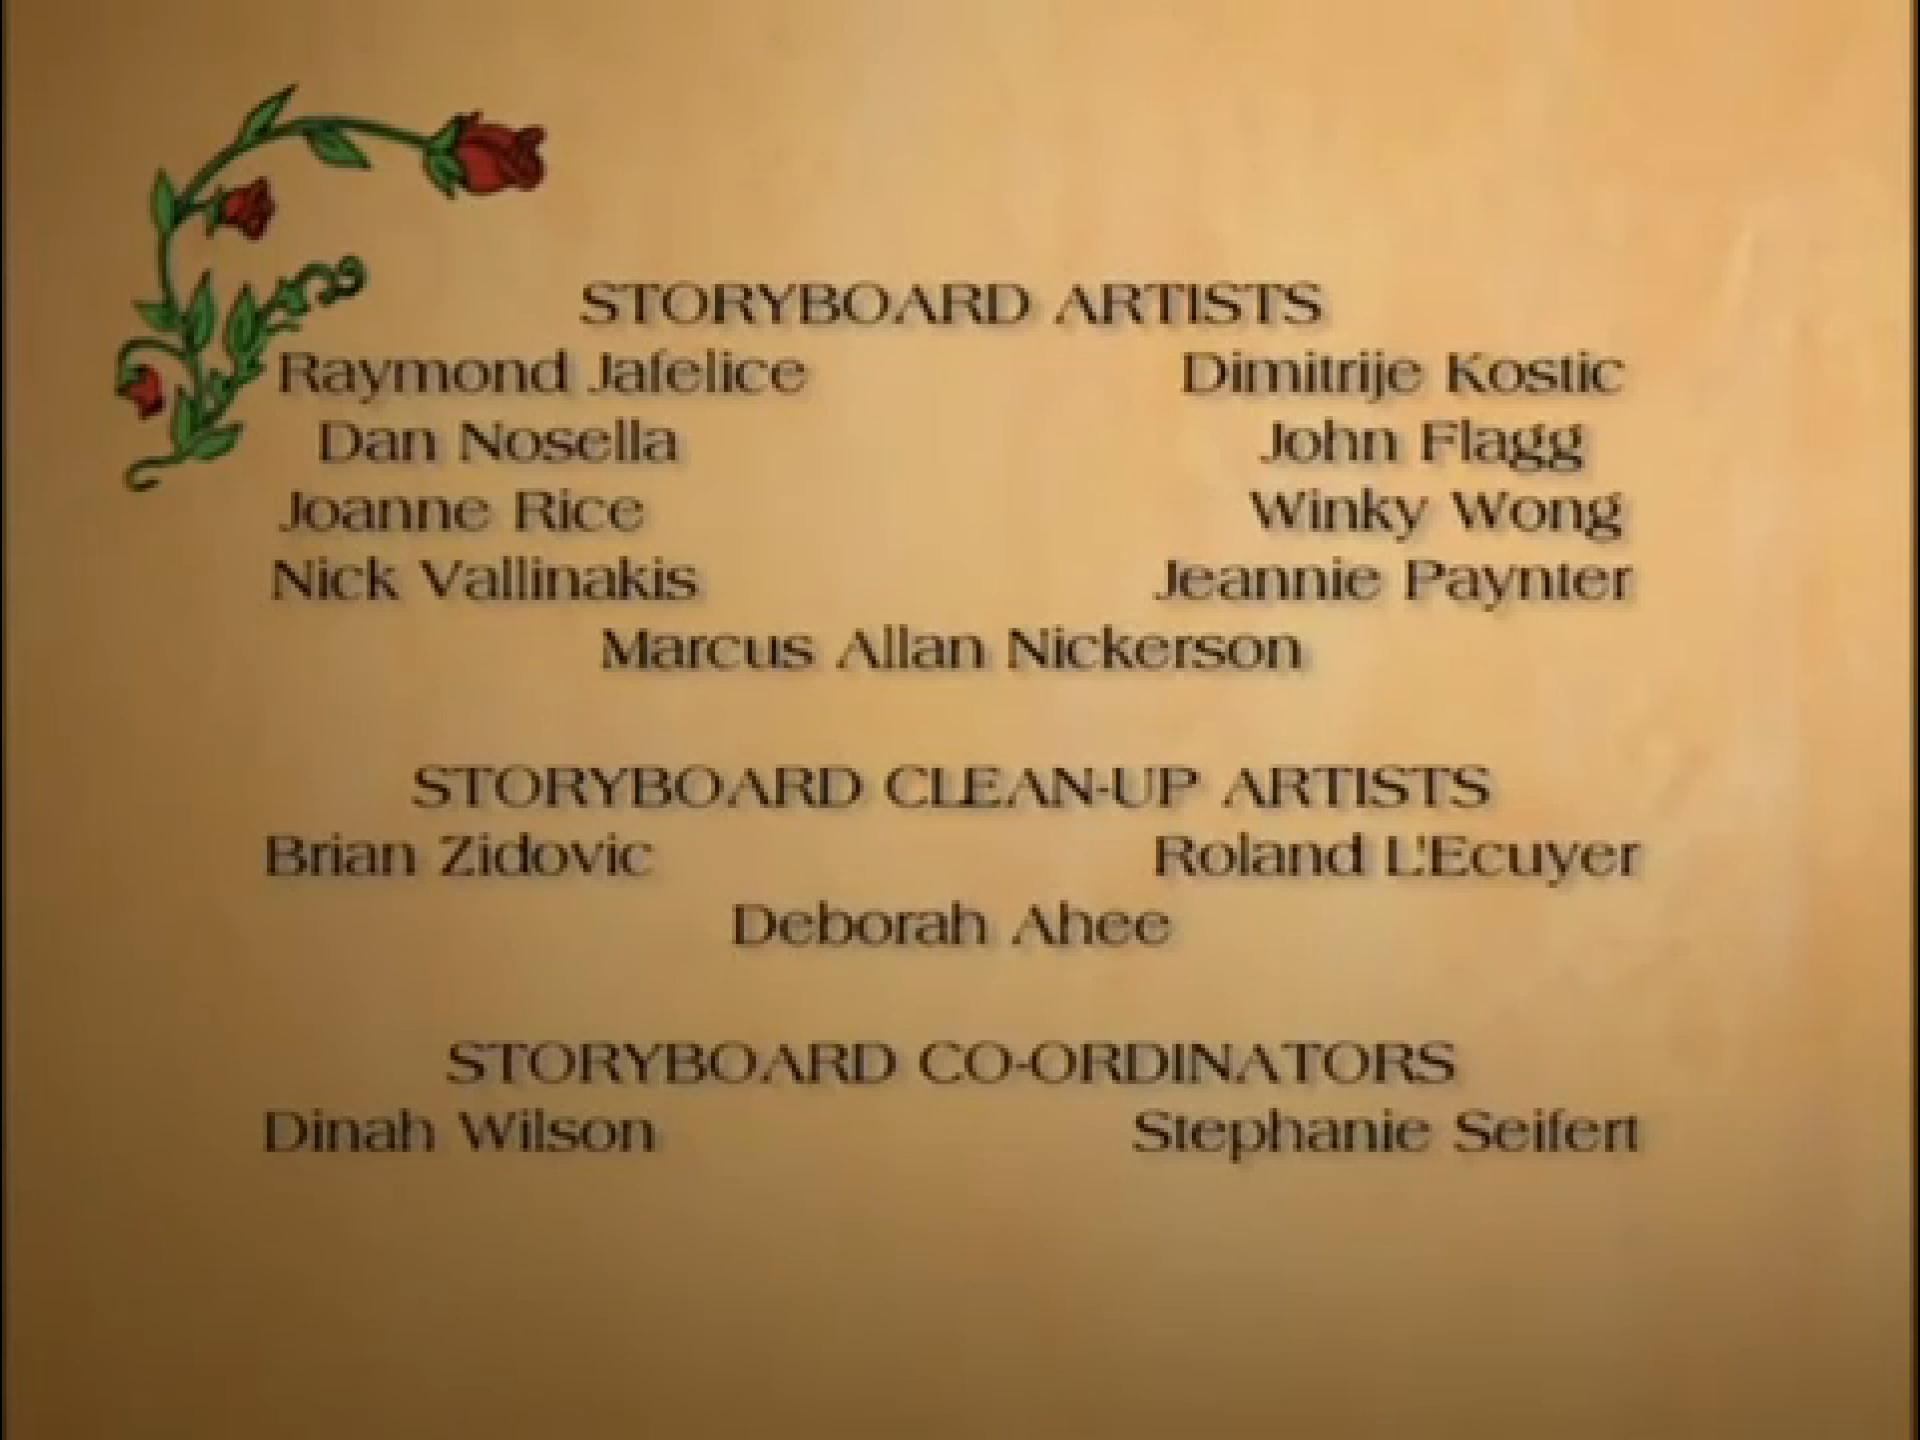 STORYBOARD ARTISTS
Raymond Jafelice Dimitrije Kostic
Dan Nosella John Flagg
Joanne Rice Winky Wong
Nick Vallinakis Jeannie Paynter
Marcus Allan Nickerson
STORYBOARD CLEAN-UP ARTISTS
Brian Zidovic Roland L'Ecuyer
Deborah Ahee
STORYBOARD CO-ORDINATORS
Dinah Wilson Stephanie Seifert